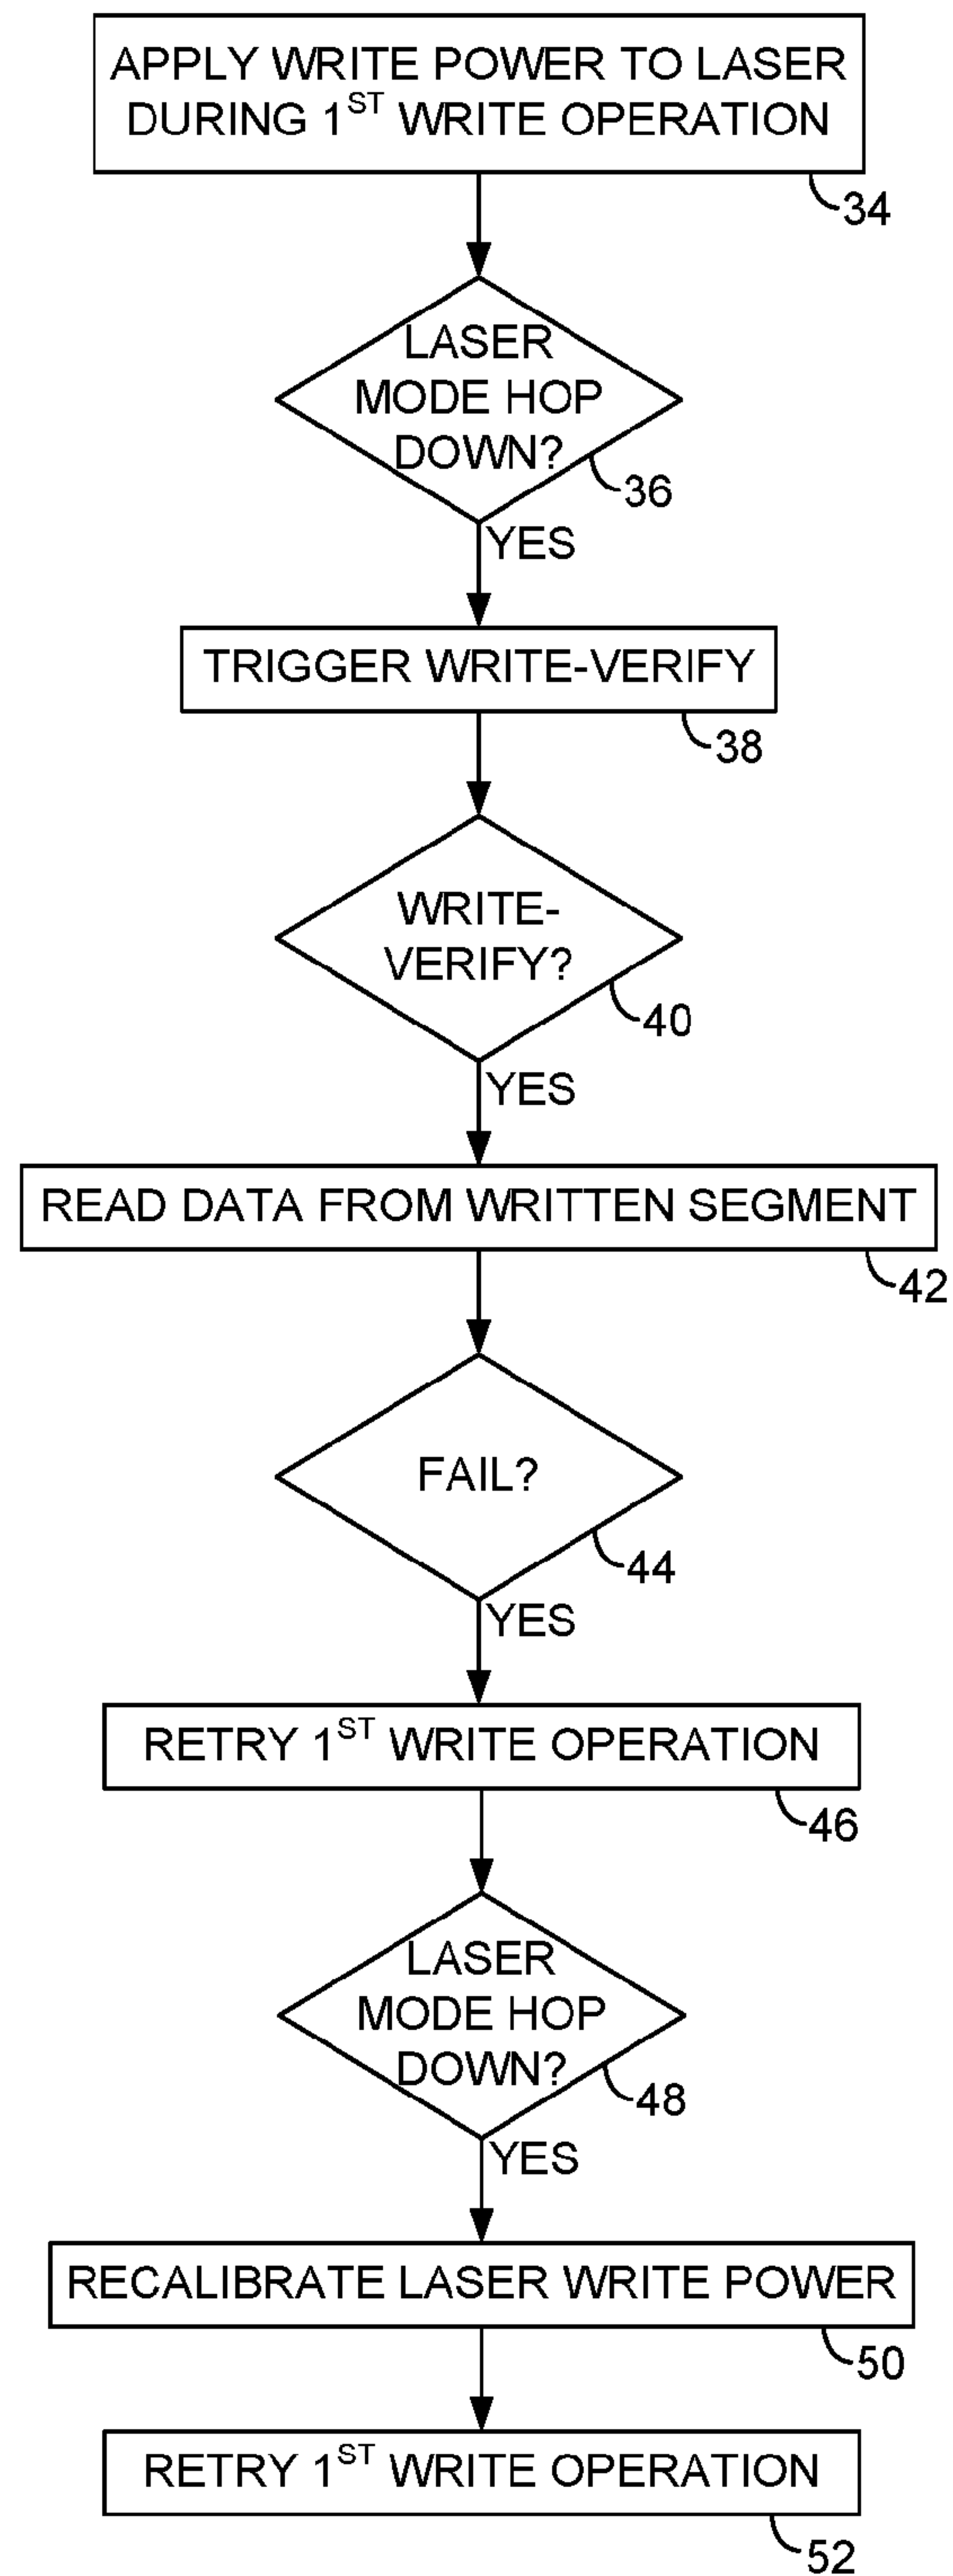 APPLY WRITE POWER TO LASER
DURING 1ST WRITE OPERATION
34
LASER
MODE HOP
DOWN?
36
YES
TRIGGER WRITE-VERIFY
38
WRITE-
VERIFY?
40
YES
READ DATA FROM WRITTEN SEGMENT
42
FAIL?
44
YES
RETRY 1ST WRITE OPERATION
46
LASER
MODE HOP
DOWN?
48
YES
RECALIBRATE LASER WRITE POWER
50
RETRY 1ST WRITE OPERATION
52